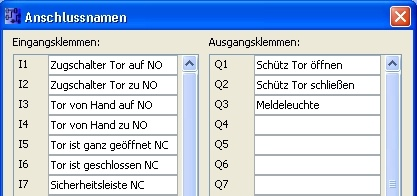 Anschlussnamen
Eingangsklemmen:
I1 Zugschalter Tor auf NO
I2 Zugschalter Tor zu NO
I3 Tor von Hand auf NO
I4 Tor von Hand zu NO
I5 Tor ist ganz geöffnet NC
I6 Tor ist geschlossen NC
I7 Sicherheitsleiste NC
Ausgangsklemmen:
Q1 Schütz Tor öffnen
Q2 Schütz Tor schließen
Q3 Meldeleuchte
Q4
Q5
Q6
Q7